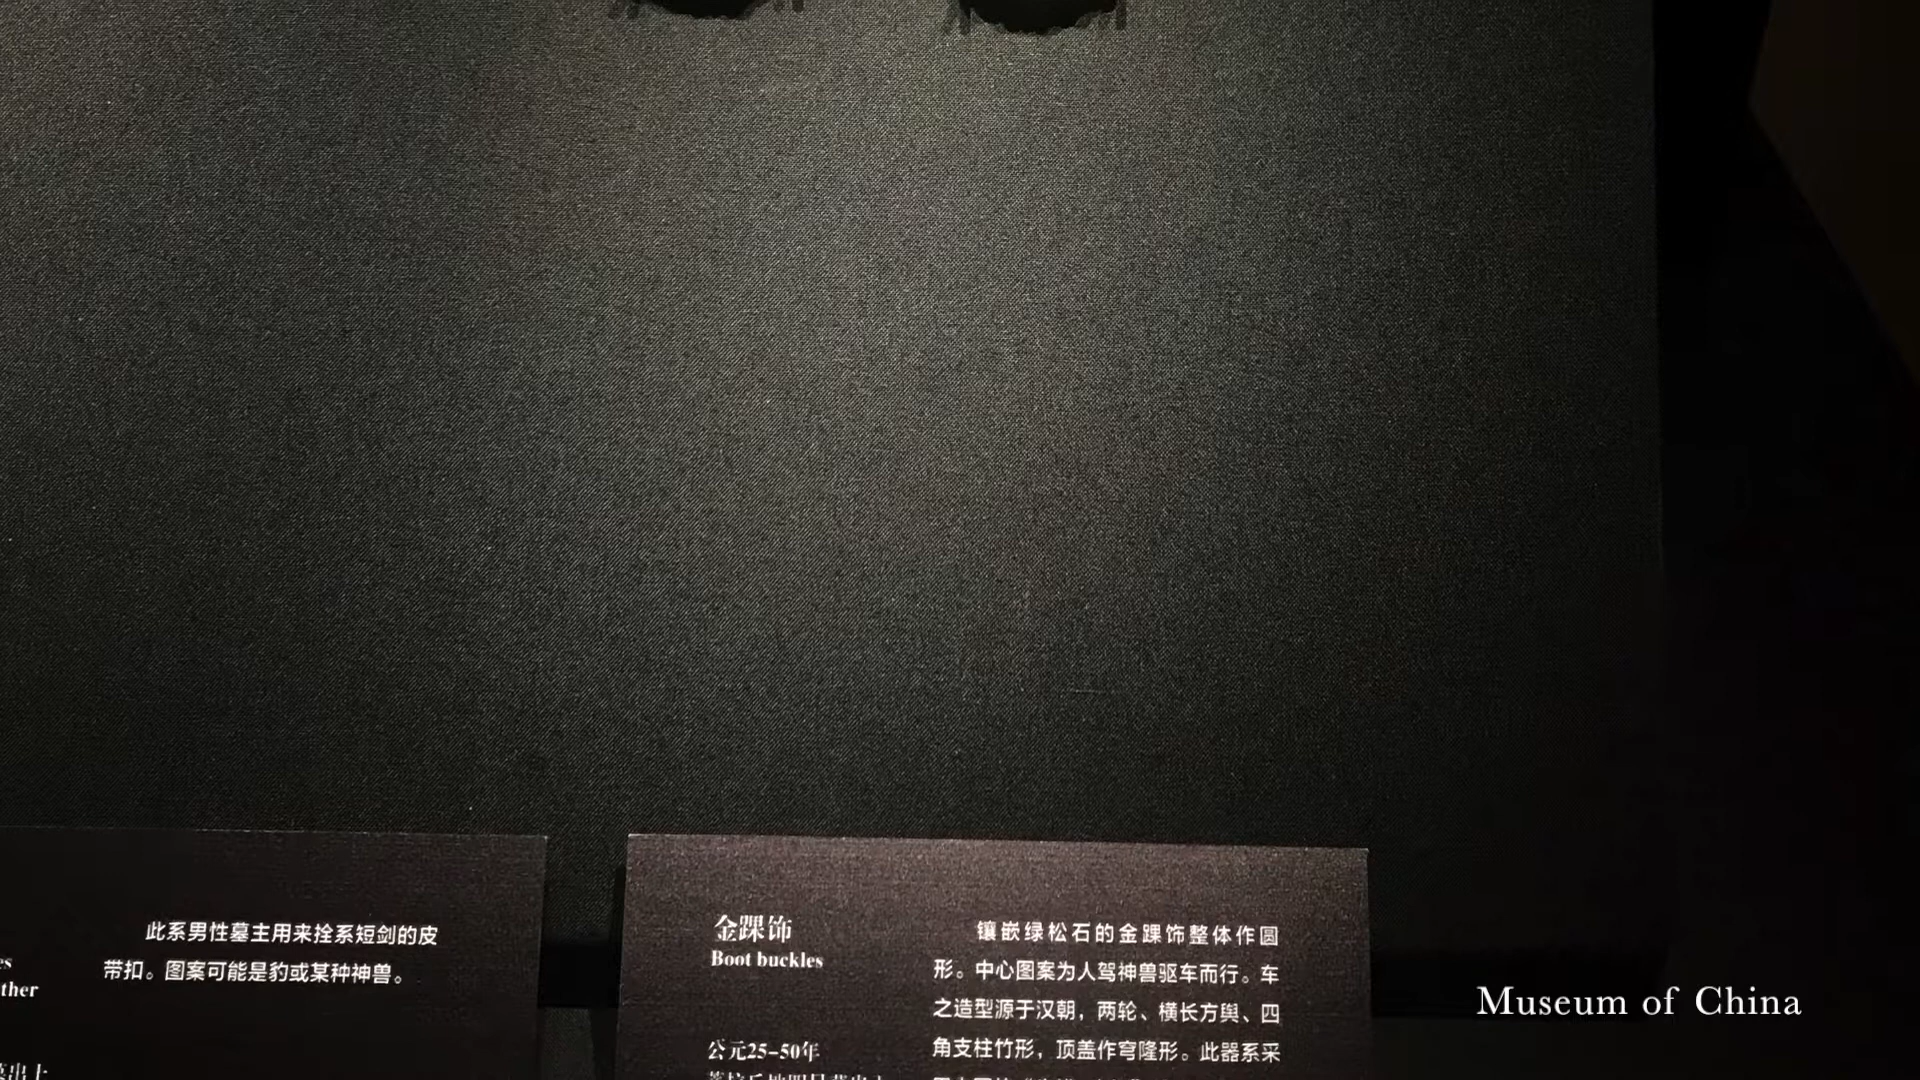 es
ther
此系男性墓主用来拴系短剑的皮
带扣。图案可能是豹或某种神兽。
金踝饰
Boot buckles
公元25-50年
镶嵌绿松石的金踝饰整体作圆
形。中心图案为人驾神兽驱车而行。车
之造型源于汉朝，两轮、横长方舆、四
角支柱竹形，顶盖作穹隆形。此器系采
Museum of China